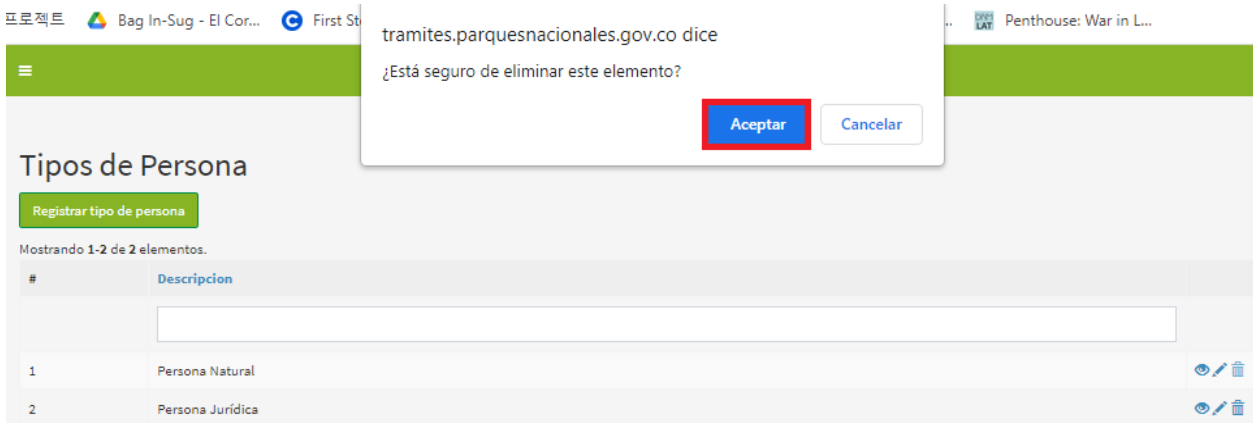 프로젝트 Bag In-Sug - El Cor... First St .. Penthouse: War in L...
tramites.parquesnacionales.gov.co dice
¿Está seguro de eliminar este elemento?
Aceptar Cancelar
Tipos de Persona
Registrar tipo de persona
Mostrando 1-2 de 2 elementos.
# Descripcion
1 Persona Natural
2 Persona Jurídica